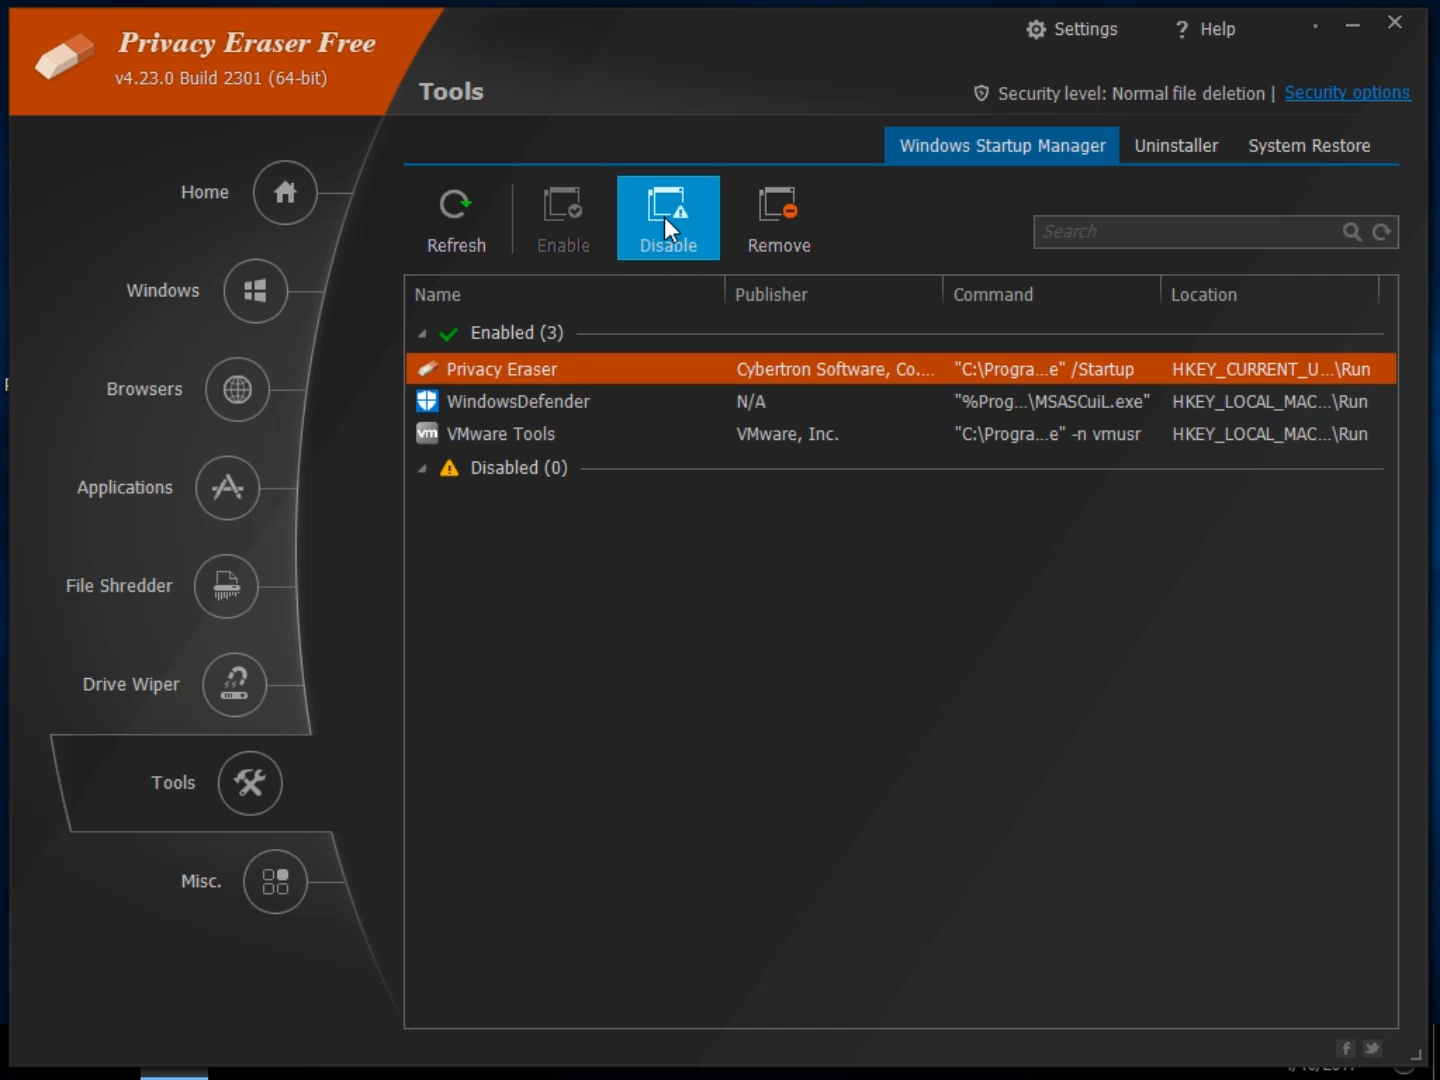 Privacy Eraser Free
v4.23.0 Build 2301 (64-bit)
Settings
? Help
Tools
Security level: Normal file deletion | Security options
Windows Startup Manager
Uninstaller
System Restore
Refresh
Enable
Disable
Remove
Search
Name
Publisher
Command
Location
Enabled (3)
Privacy Eraser
Cybertron Software, Co....
"C:\Progra...e" /Startup
HKEY_CURRENT_U...\Run
WindowsDefender
N/A
"%Prog...\MSASCuiL.exe"
HKEY_LOCAL_MAC...\Run
vm
VMware Tools
VMware, Inc.
"C:\Progra...e" -n vmusr
HKEY_LOCAL_MAC...\Run
Disabled (0)
Home
Windows
Browsers
Applications
File Shredder
Drive Wiper
Tools
Misc.